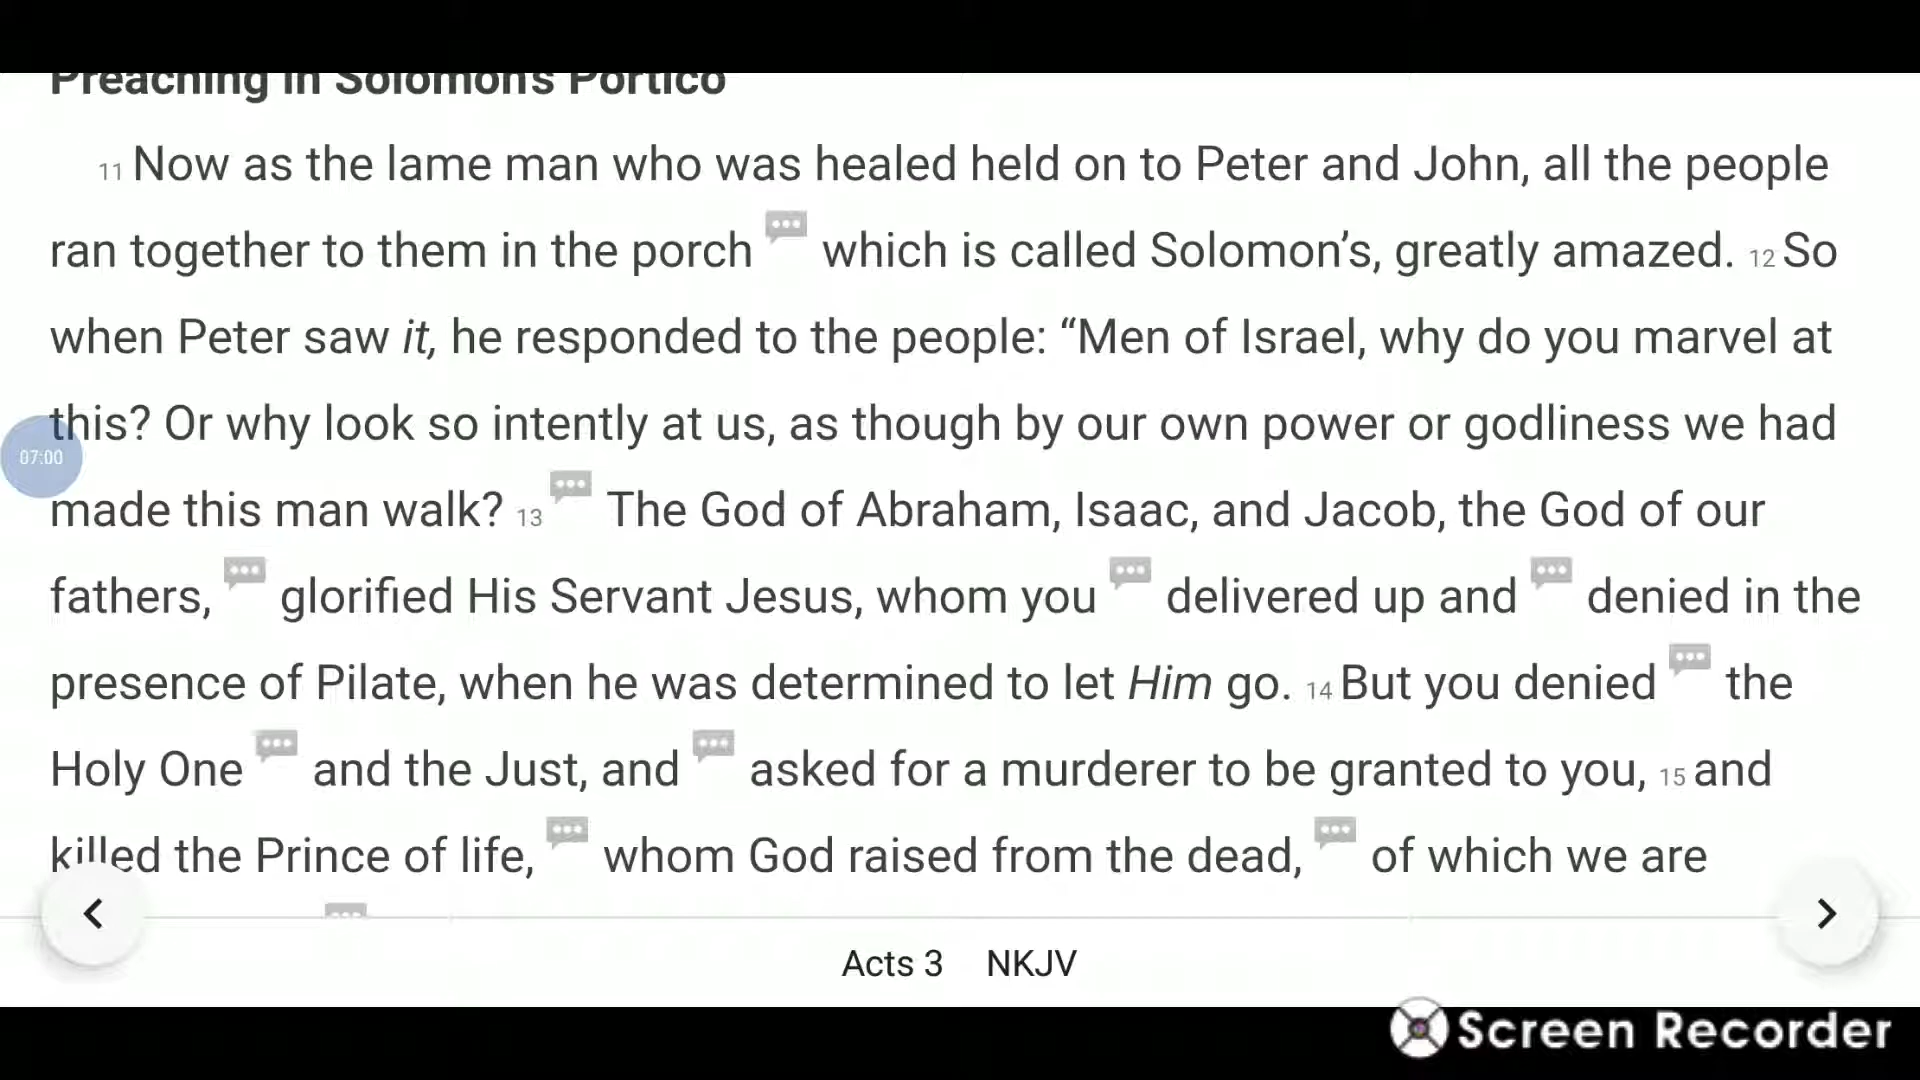 Preaching in Solomon's Portico
11 Now as the lame man who was healed held on to Peter and John, all the people
ran together to them in the porch which is called Solomon’s, greatly amazed. 12 So
when Peter saw it, he responded to the people: “Men of Israel, why do you marvel at
this? Or why look so intently at us, as though by our own power or godliness we had
07:00
made this man walk? 13 The God of Abraham, Isaac, and Jacob, the God of our
fathers, glorified His Servant Jesus, whom you delivered up and denied in the
presence of Pilate, when he was determined to let Him go. 14 But you denied the
Holy One and the Just, and asked for a murderer to be granted to you, 15 and
killed the Prince of life, whom God raised from the dead, of which we are
Acts 3 NKJV
Screen Recorder